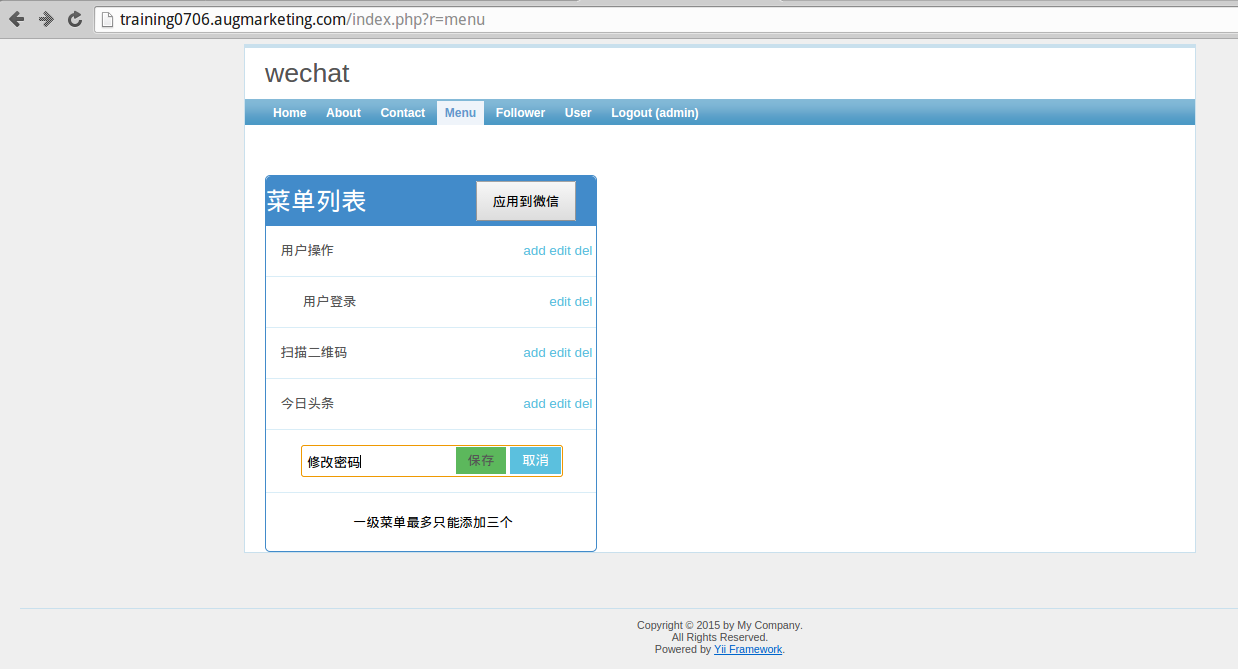 training0706.augmarketing.com/index.php?r=menu
wechat
Home About Contact Menu Follower User Logout (admin)
菜单列表 应用到微信
用户操作 add edit del
用户登录 edit del
扫描二维码 add edit del
今日头条 add edit del
修改密码 保存 取消
一级菜单最多只能添加三个
Copyright © 2015 by My Company.
All Rights Reserved.
Powered by Yii Framework.